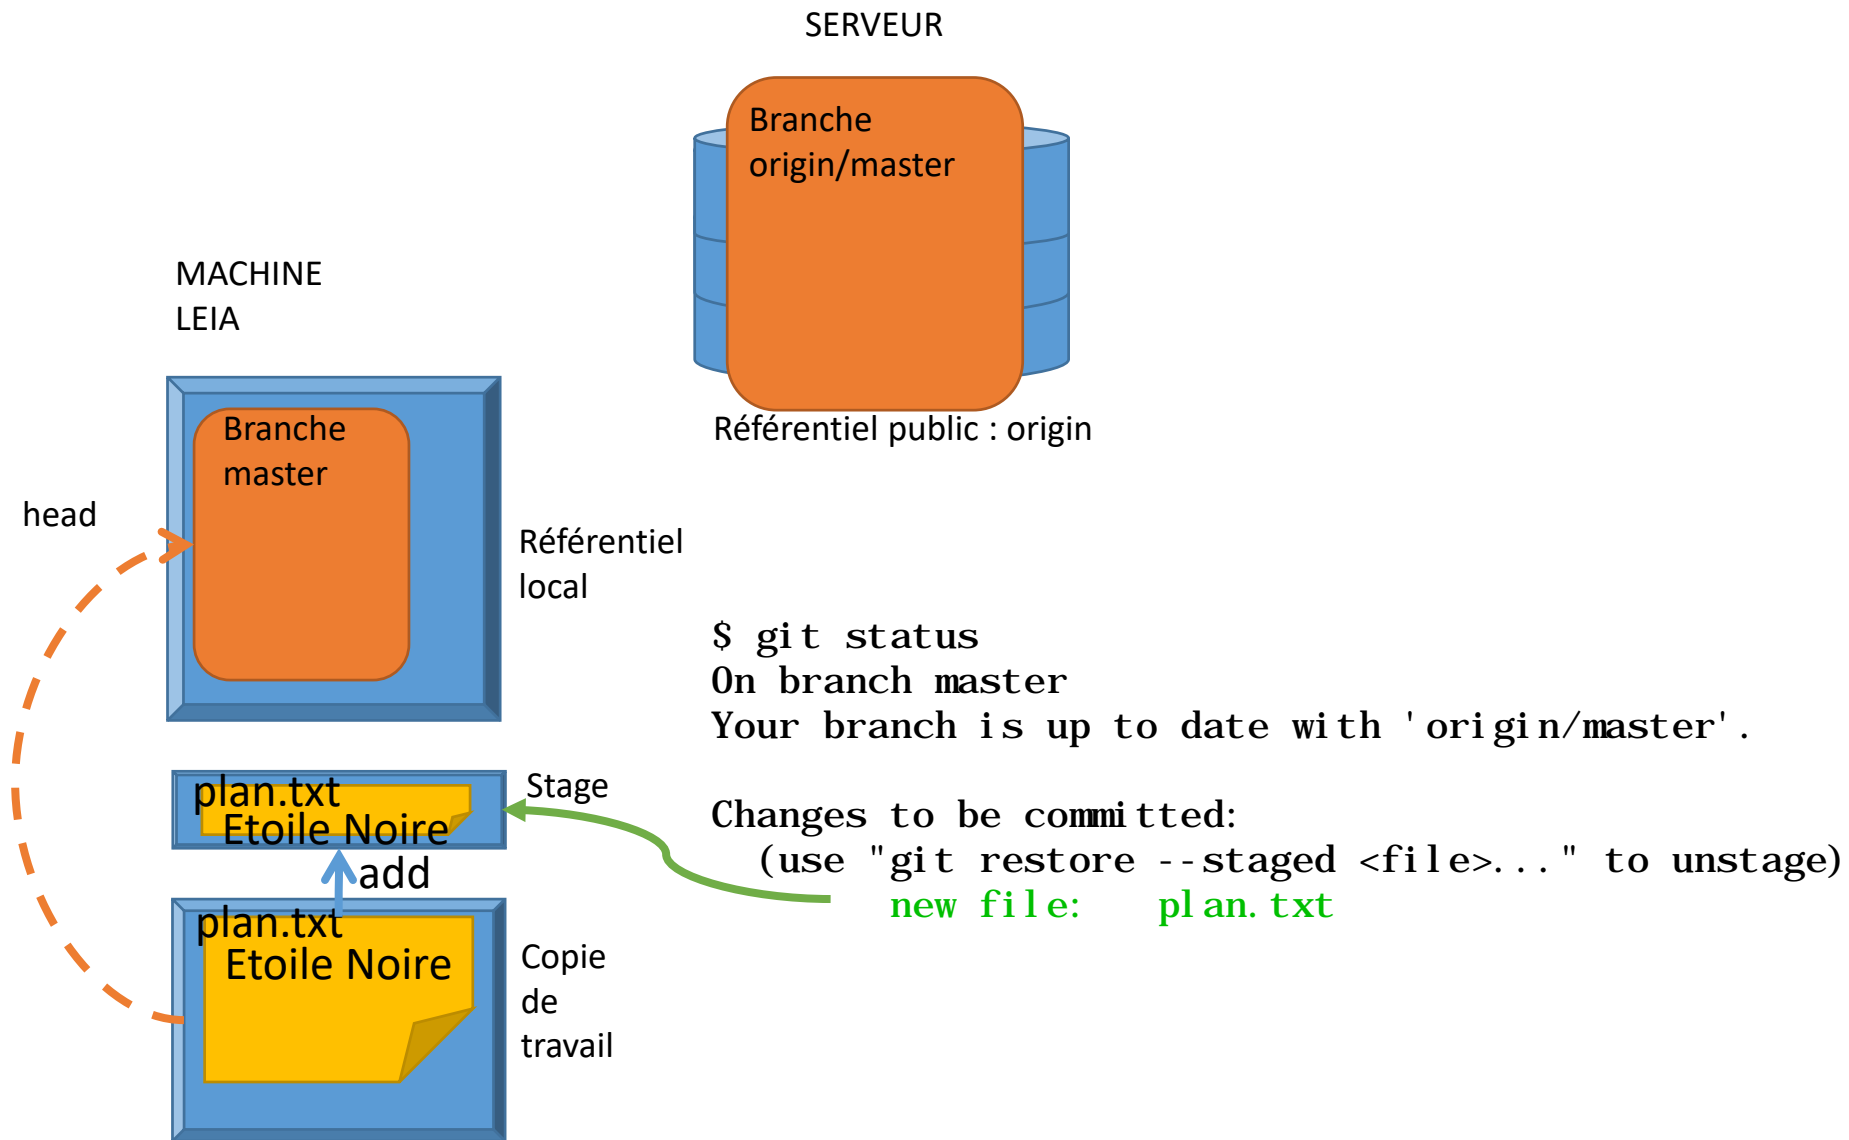 SERVEUR
Branche
origin/master
Référentiel public : origin
MACHINE
LEIA
Branche
master
head
Référentiel
local
$ git status
On branch master
Your branch is up to date with 'origin/master'.
Changes to be committed:
(use "git restore --staged <file>..." to unstage)
new file: plan.txt
plan.txt
Etoile Noire
Stage
add
plan.txt
Etoile Noire
Copie
de
travail